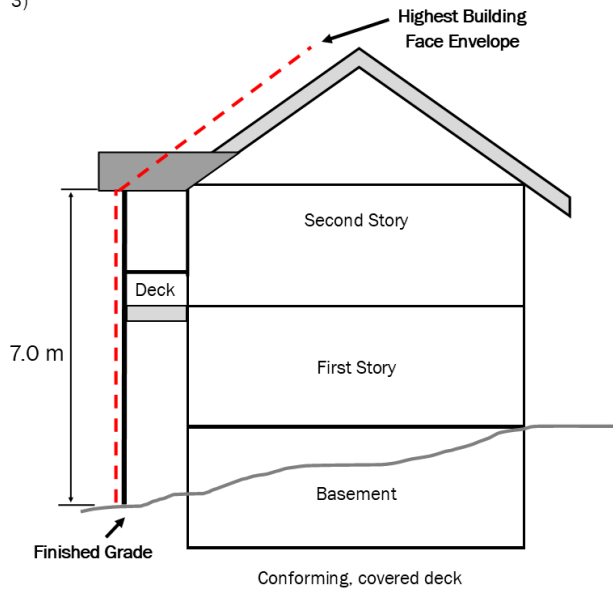 3)
Highest Building
Face Envelope
Second Story
Deck
7.0 m
First Story
Basement
Finished Grade
Conforming, covered deck